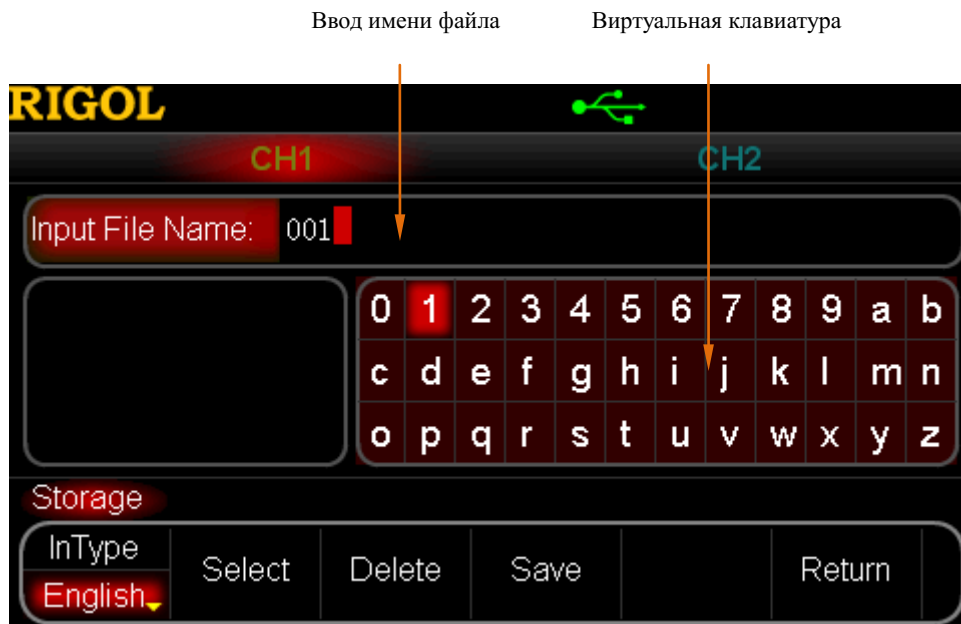 Ввод имени файла Виртуальная клавиатура
RIGOL
CH1 CH2
Input File Name: 001
0 1 2 3 4 5 6 7 8 9 a b
c d e f g h i j k l m n
o p q r s t u v w x y z
Storage
InType
English
Select Delete Save Return